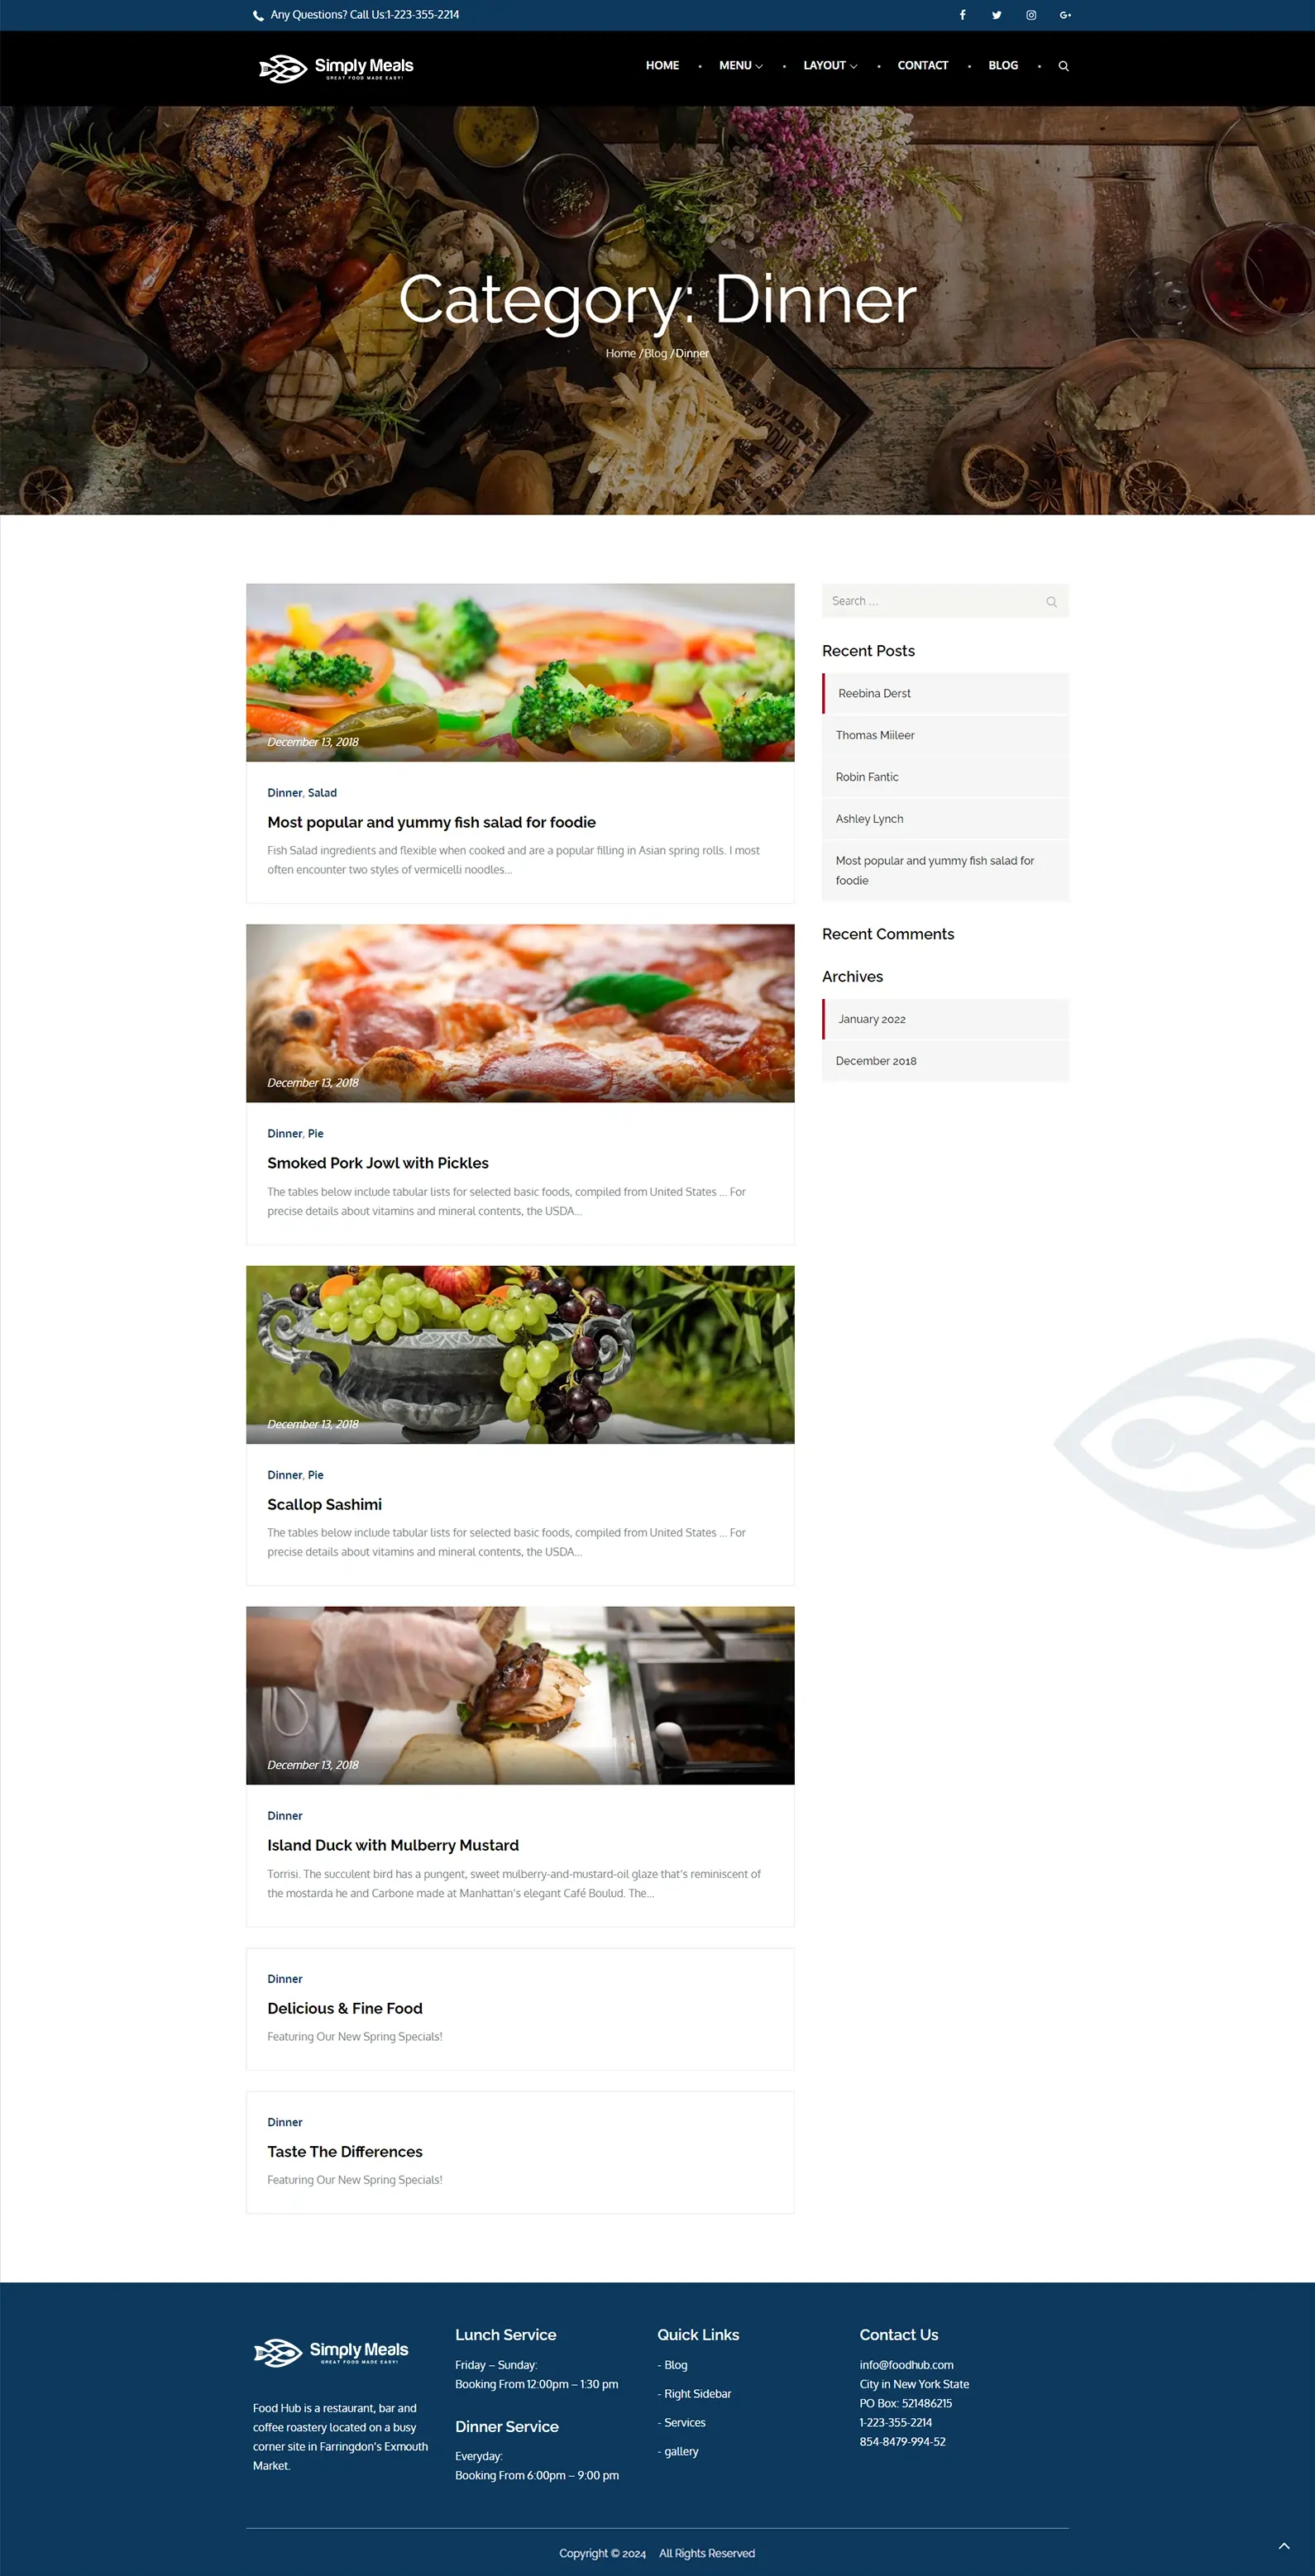 Any Questions? Call Us:1-223-355-2214
Simply Meals
GREAT FOOD MADE EASY!
HOME
MENU
LAYOUT
CONTACT
BLOG
Category: Dinner
Home /Blog /Dinner
December 13, 2018
Dinner, Salad
Most popular and yummy fish salad for foodie
Fish Salad ingredients and flexible when cooked and are a popular filling in Asian spring rolls. I most
often encounter two styles of vermicelli noodles...
December 13, 2018
Dinner, Pie
Smoked Pork Jowl with Pickles
The tables below include tabular lists for selected basic foods, compiled from United States ... For
precise details about vitamins and mineral contents, the USDA...
December 13, 2018
Dinner, Pie
Scallop Sashimi
The tables below include tabular lists for selected basic foods, compiled from United States ... For
precise details about vitamins and mineral contents, the USDA...
December 13, 2018
Dinner
Island Duck with Mulberry Mustard
Torrisi. The succulent bird has a pungent, sweet mulberry-and-mustard-oil glaze that's reminiscent of
the mostarda he and Carbone made at Manhattan's elegant Café Boulud. The...
Dinner
Delicious & Fine Food
Featuring Our New Spring Specials!
Dinner
Taste The Differences
Featuring Our New Spring Specials!
Search ...
Recent Posts
Reebina Derst
Thomas Miileer
Robin Fantic
Ashley Lynch
Most popular and yummy fish salad for
foodie
Recent Comments
Archives
January 2022
December 2018
Simply Meals
GREAT FOOD MADE EASY!
Food Hub is a restaurant, bar and
coffee roastery located on a busy
corner site in Farringdon's Exmouth
Market.
Lunch Service
Friday – Sunday:
Booking From 12:00pm – 1:30 pm
Dinner Service
Everyday:
Booking From 6:00pm – 9:00 pm
Quick Links
- Blog
- Right Sidebar
- Services
- gallery
Contact Us
info@foodhub.com
City in New York State
PO Box: 521486215
1-223-355-2214
854-8479-994-52
Copyright © 2024 All Rights Reserved